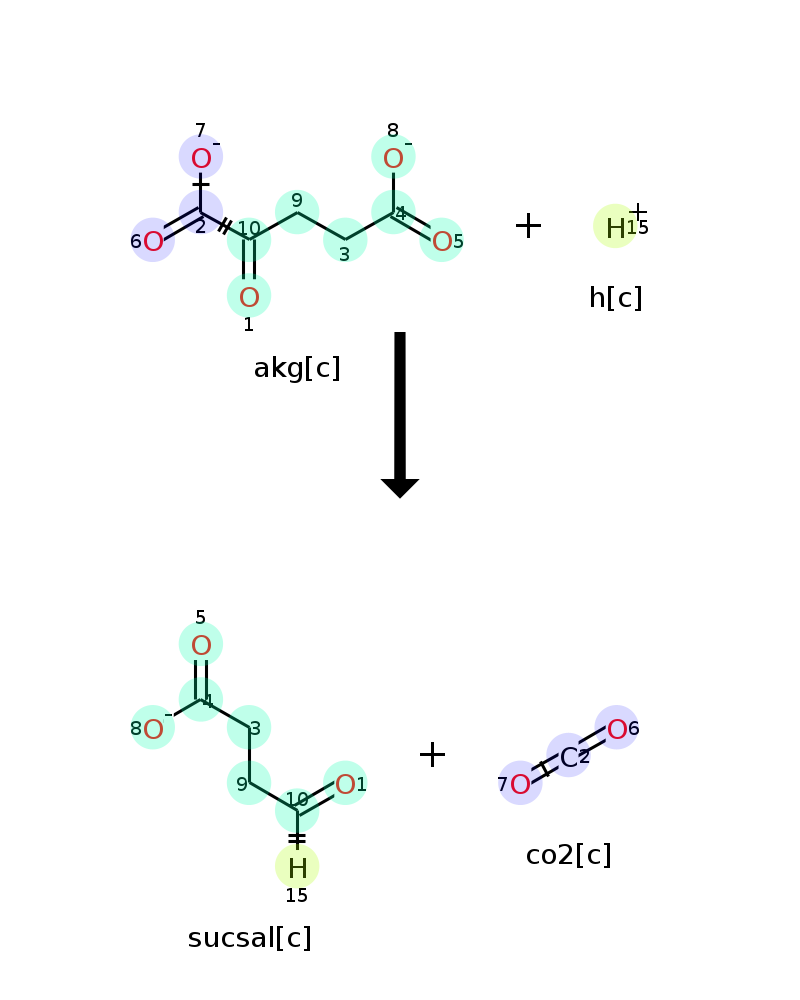 7 8
O- O-
9
10 4
6 O 2 O 5 + H+ 15
3
O
1
h[c]
akg[c]
5
O
4
8 O- 3 + O 6
C 2
9 O 1 7 O
10
H
15
co2[c]
sucsal[c]